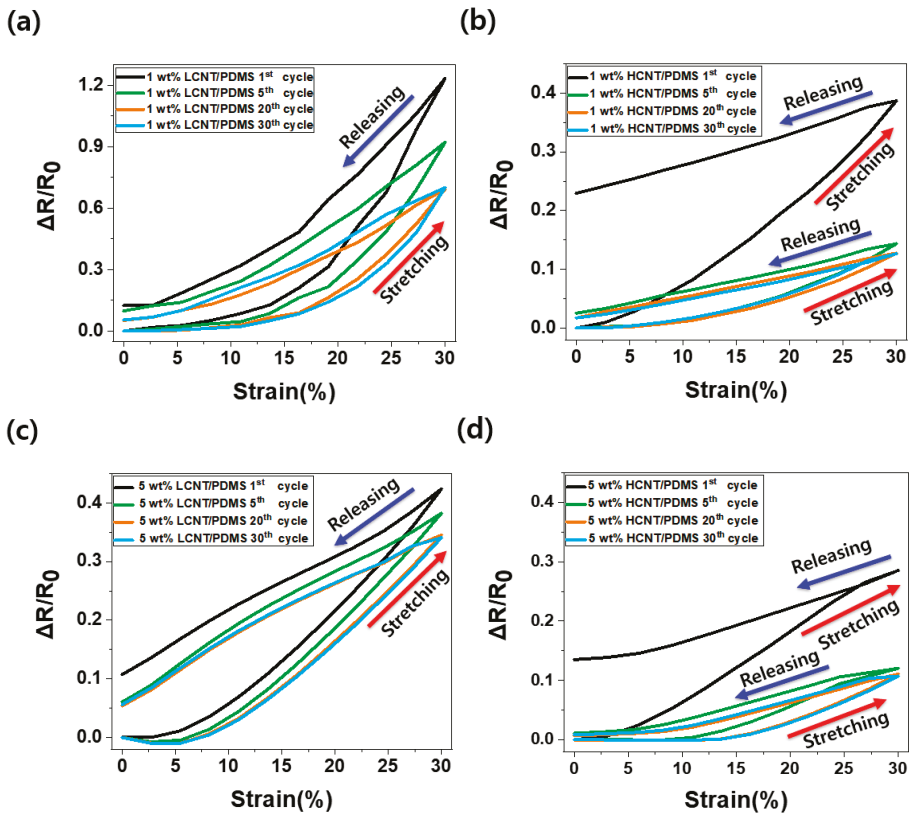 (a)
1 wt% LCNT/PDMS 1st cycle
1 wt% LCNT/PDMS 5th cycle
1 wt% LCNT/PDMS 20th cycle
1 wt% LCNT/PDMS 30th cycle
Releasing
Stretching
1.2
0.9
0.6
0.3
0.0
ΔR/R0
0 5 10 15 20 25 30
Strain(%)
(b)
1 wt% HCNT/PDMS 1st cycle
1 wt% HCNT/PDMS 5th cycle
1 wt% HCNT/PDMS 20th cycle
1 wt% HCNT/PDMS 30th cycle
Releasing
Stretching
Releasing
Stretching
0.4
0.3
0.2
0.1
0.0
ΔR/R0
0 5 10 15 20 25 30
Strain(%)
(c)
5 wt% LCNT/PDMS 1st cycle
5 wt% LCNT/PDMS 5th cycle
5 wt% LCNT/PDMS 20th cycle
5 wt% LCNT/PDMS 30th cycle
Releasing
Stretching
0.4
0.3
0.2
0.1
0.0
ΔR/R0
0 5 10 15 20 25 30
Strain(%)
(d)
5 wt% HCNT/PDMS 1st cycle
5 wt% HCNT/PDMS 5th cycle
5 wt% HCNT/PDMS 20th cycle
5 wt% HCNT/PDMS 30th cycle
Releasing
Stretching
Releasing
Stretching
0.4
0.3
0.2
0.1
0.0
ΔR/R0
0 5 10 15 20 25 30
Strain(%)